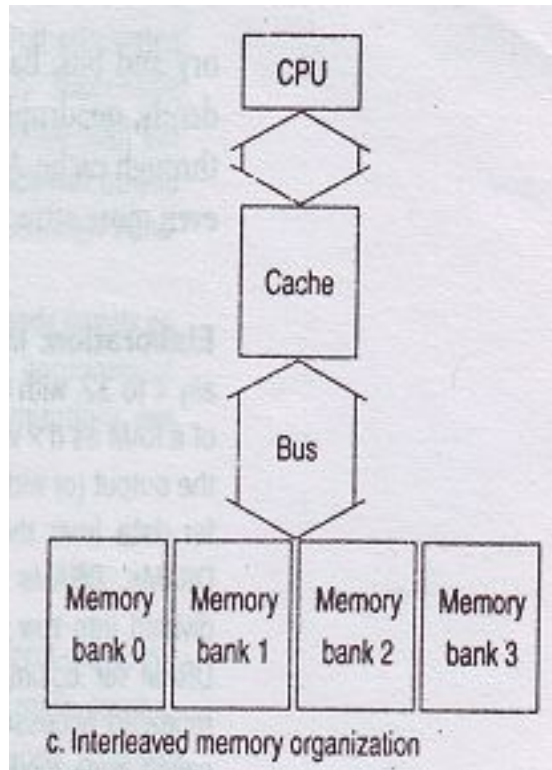 CPU
Cache
Bus
Memory Memory Memory Memory
bank 0 bank 1 bank 2 bank 3
c. Interleaved memory organization